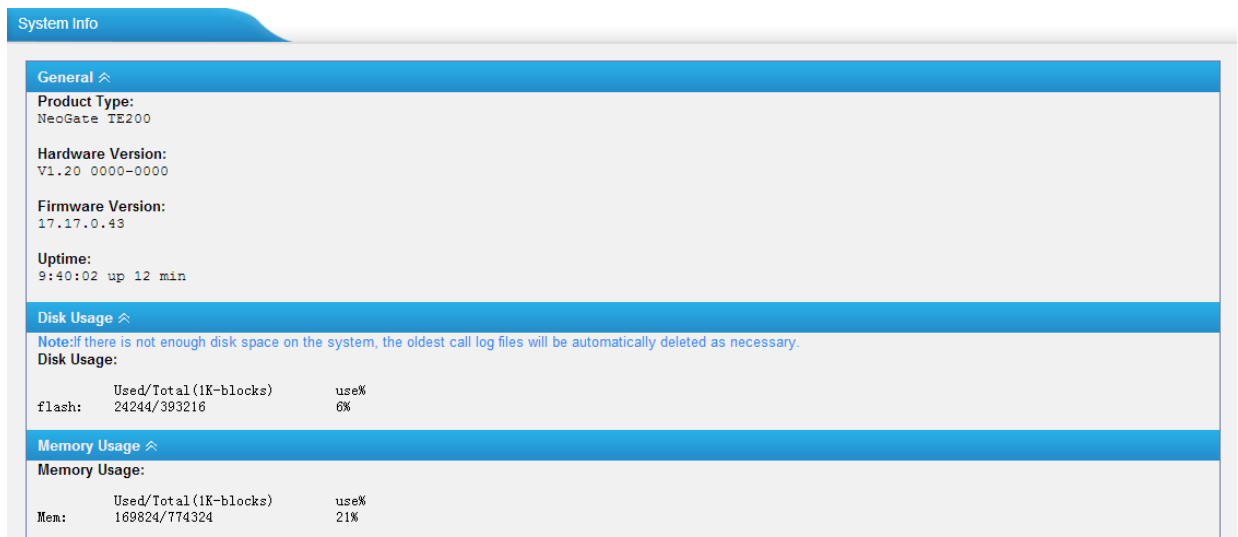 System Info
General
Product Type:
NeoGate TE200
Hardware Version:
V1.20 0000-0000
Firmware Version:
17.17.0.43
Uptime:
9:40:02 up 12 min
Disk Usage
Note:If there is not enough disk space on the system, the oldest call log files will be automatically deleted as necessary.
Disk Usage:
Used/Total(1K-blocks) use%
flash: 24244/393216 6%
Memory Usage
Memory Usage:
Used/Total(1K-blocks) use%
Mem: 169824/774324 21%